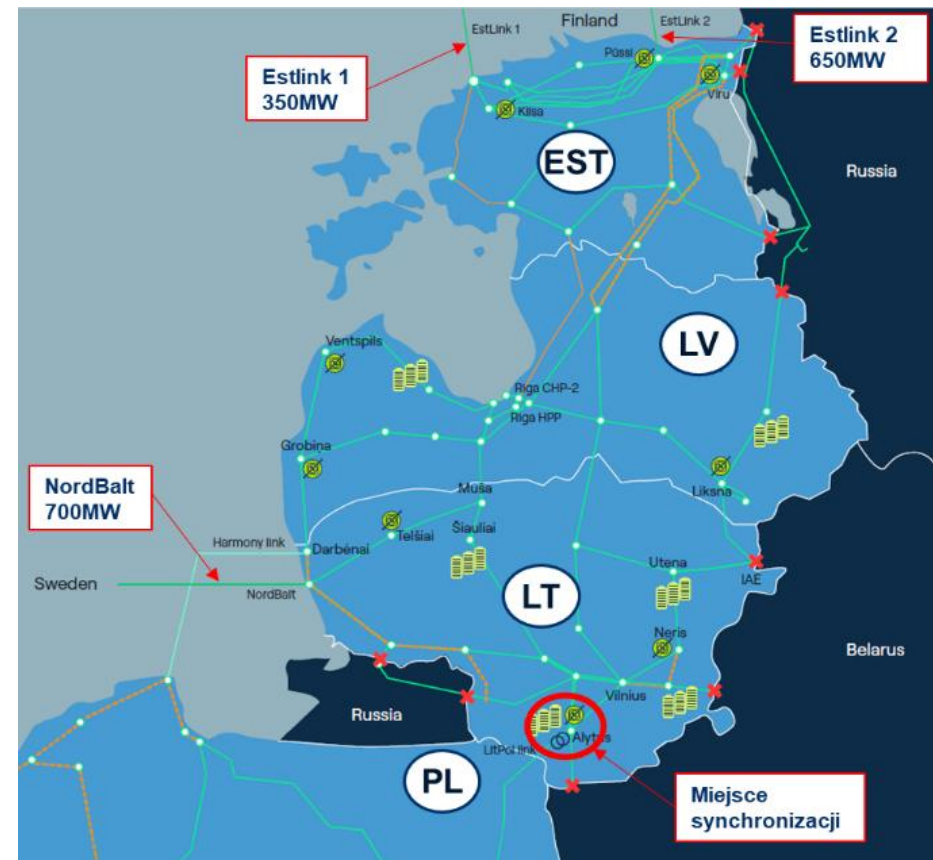 Finland
EstLink 1
EstLink 2
Estlink 2
650MW
Estlink 1
350MW
Püssi
Viru
Kiisa
EST
Russia
LV
Ventspils
Riga CHP-2
Riga HPP
Grobiņa
Liksna
NordBalt
700MW
Mūša
Šiauliai
Telšiai
Harmony link
Darbėnai
Utena
IAE
Sweden
NordBalt
LT
Neris
Belarus
Vilnius
Russia
Alytus
LitPol link
PL
Miejsce
synchronizacji